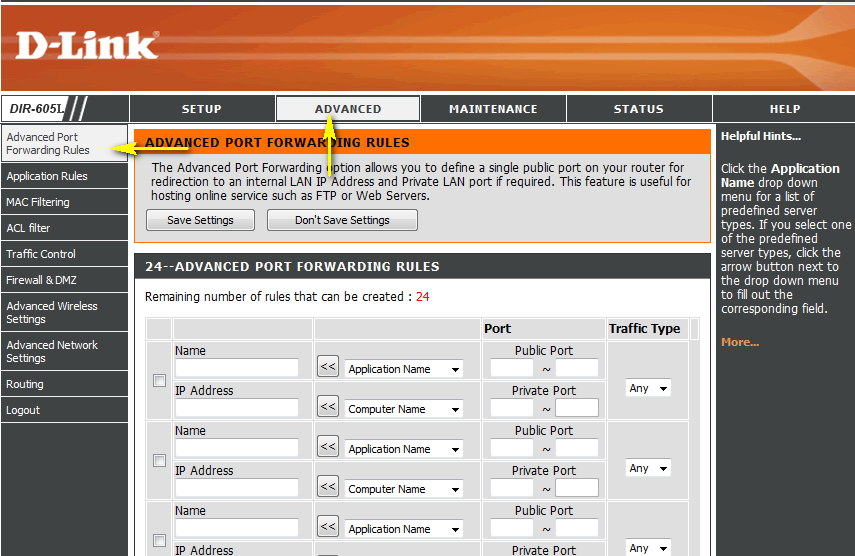 D-Link®
DIR-605L
SETUP
ADVANCED
MAINTENANCE
STATUS
HELP
Advanced Port
Forwarding Rules
Application Rules
MAC Filtering
ACL filter
Traffic Control
Firewall & DMZ
Advanced Wireless
Settings
Advanced Network
Settings
Routing
Logout
ADVANCED PORT FORWARDING RULES
The Advanced Port Forwarding option allows you to define a single public port on your router for
redirection to an internal LAN IP Address and Private LAN port if required. This feature is useful for
hosting online service such as FTP or Web Servers.
Save Settings
Don't Save Settings
24--ADVANCED PORT FORWARDING RULES
Remaining number of rules that can be created : 24
Port
Traffic Type
Name
<<
Application Name
Public Port
~
Any
IP Address
<<
Computer Name
Private Port
~
Name
<<
Application Name
Public Port
~
Any
IP Address
<<
Computer Name
Private Port
~
Name
<<
Application Name
Public Port
~
Any
IP Address
Private Port
Helpful Hints...
Click the Application
Name drop down
menu for a list of
predefined server
types. If you select one
of the predefined
server types, click the
arrow button next to
the drop down menu
to fill out the
corresponding field.
More...